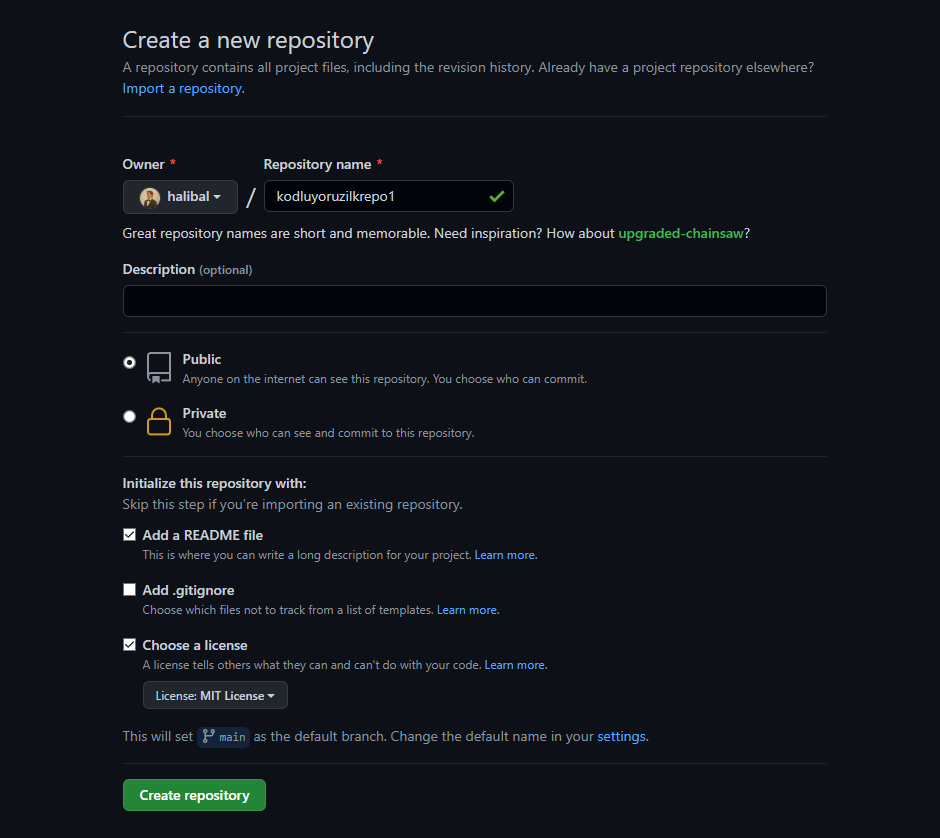 Create a new repository
A repository contains all project files, including the revision history. Already have a project repository elsewhere?
Import a repository.
Owner * Repository name *
halibal / kodluyoruzilkrepo1
Great repository names are short and memorable. Need inspiration? How about upgraded-chainsaw?
Description (optional)
Public
Anyone on the internet can see this repository. You choose who can commit.
Private
You choose who can see and commit to this repository.
Initialize this repository with:
Skip this step if you're importing an existing repository.
Add a README file
This is where you can write a long description for your project. Learn more.
Add .gitignore
Choose which files not to track from a list of templates. Learn more.
Choose a license
A license tells others what they can and can't do with your code. Learn more.
License: MIT License
This will set main as the default branch. Change the default name in your settings.
Create repository